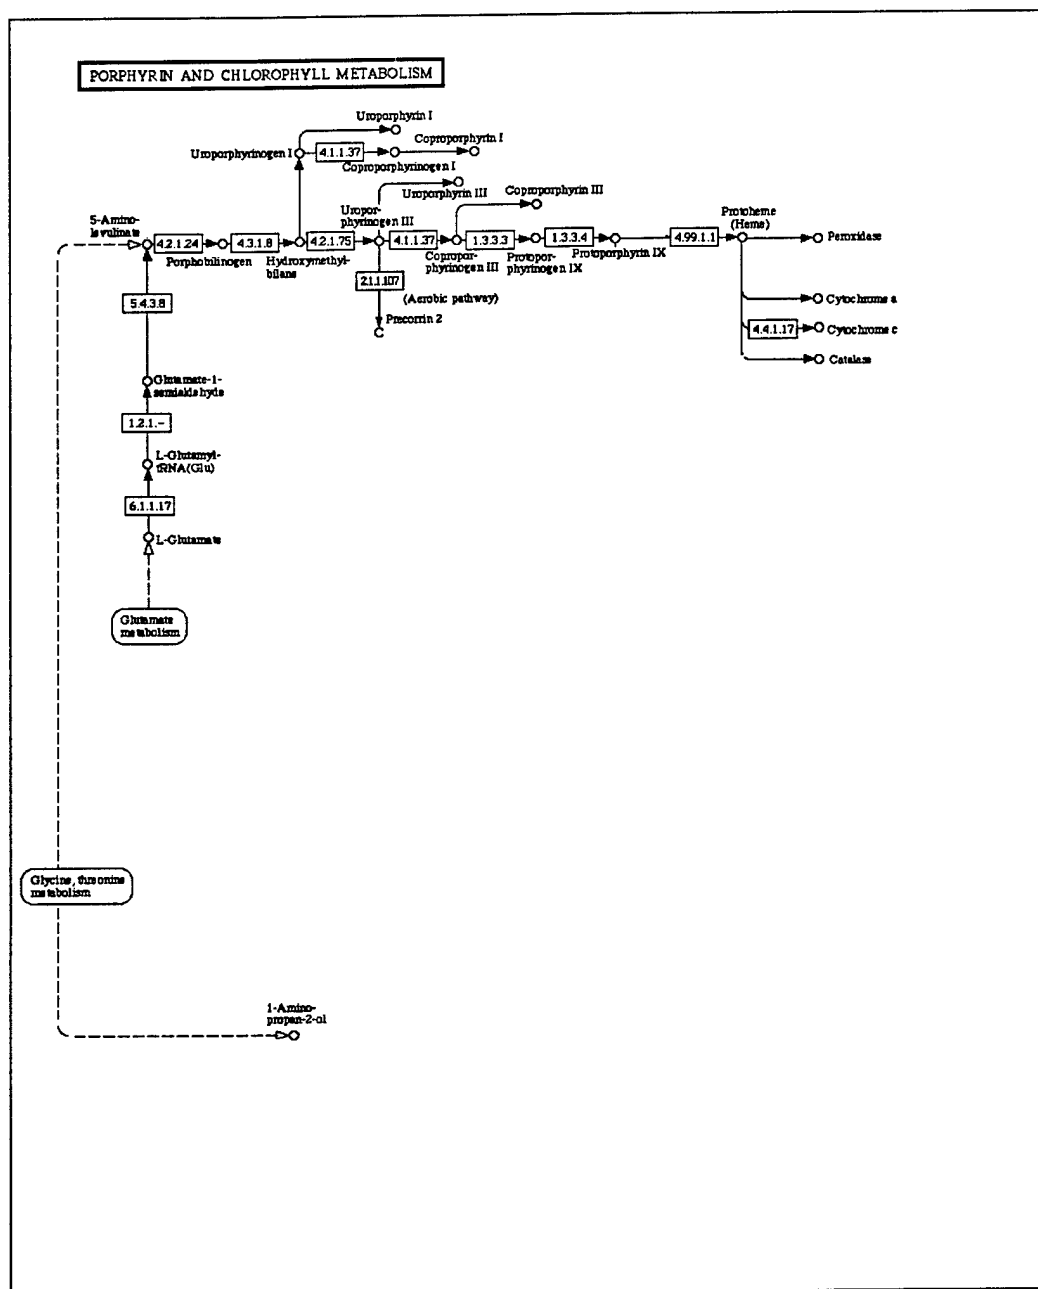 PORPHYRIN AND CHLOROPHYLL METABOLISM
Uroporphyrin I
Uroporphyrinogen I
4.1.1.37
Coproporphyrin I
Coproporphyrinogen I
Uroporphyrin III
Coproporphyrin III
5-Amino-
levulinate
4.2.1.24
Porphobilinogen
4.3.1.8
Hydroxymethyl-
bilane
4.2.1.75
Uropor-
phyrinogen III
4.1.1.37
Copropor-
phyrinogen III
1.3.3.3
Protopor-
phyrinogen IX
1.3.3.4
Protoporphyrin IX
4.99.1.1
Protoheme
(Heme)
Peroxidase
2.1.1.107
(Aerobic pathway)
Precorrin 2
Cytochrome a
4.4.1.17
Cytochrome c
Catalase
5.4.3.8
Glutamate-1-
semialdehyde
1.2.1.-
L-Glutamyl-
tRNA(Glu)
6.1.1.17
L-Glutamate
Glutamate
metabolism
Glycine, threonine
metabolism
1-Amino-
propan-2-ol